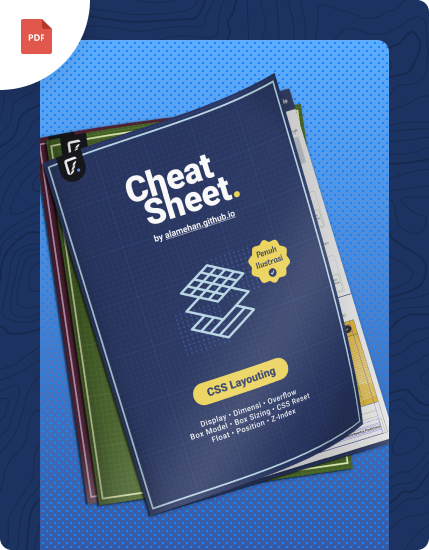 PDF
Cheat
Sheet.
by alamehan.github.io
Penuh
Ilustrasi
CSS Layouting
Display • Dimensi • Overflow
Box Model • Box Sizing • CSS Reset
Float • Position • Z-Index